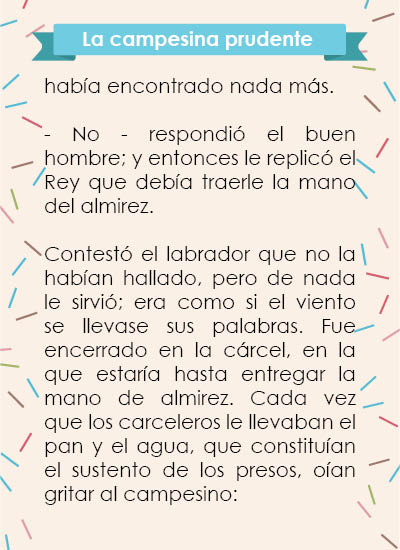 La campesina prudente
había encontrado nada más.
- No - respondió el buen
hombre; y entonces le replicó el
Rey que debía traerle la mano
del almirez.
Contestó el labrador que no la
habían hallado, pero de nada
le sirvió; era como si el viento
se llevase sus palabras. Fue
encerrado en la cárcel, en la
que estaría hasta entregar la
mano de almirez. Cada vez
que los carceleros le llevaban el
pan y el agua, que constituían
el sustento de los presos, oían
gritar al campesino: